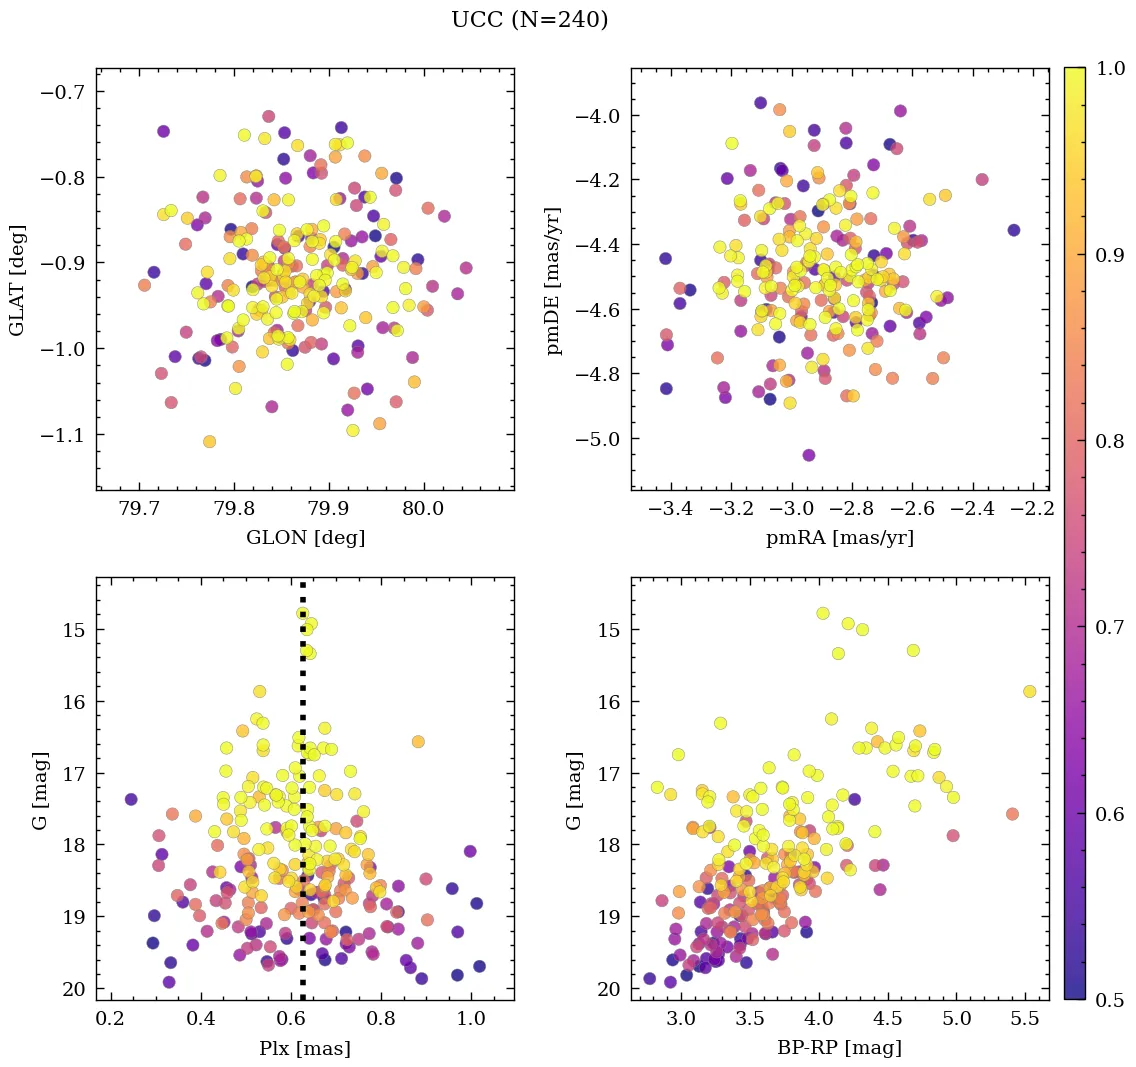 UCC (N=240)
−0.7
−0.8
−0.9
−1.0
−1.1
GLAT [deg]
79.7 79.8 79.9 80.0
GLON [deg]
−4.0
−4.2
−4.4
−4.6
−4.8
−5.0
pmDE [mas/yr]
−3.4 −3.2 −3.0 −2.8 −2.6 −2.4 −2.2
pmRA [mas/yr]
1.0
0.9
0.8
0.7
0.6
0.5
15
16
17
18
19
20
G [mag]
0.2 0.4 0.6 0.8 1.0
Plx [mas]
15
16
17
18
19
20
G [mag]
3.0 3.5 4.0 4.5 5.0 5.5
BP-RP [mag]